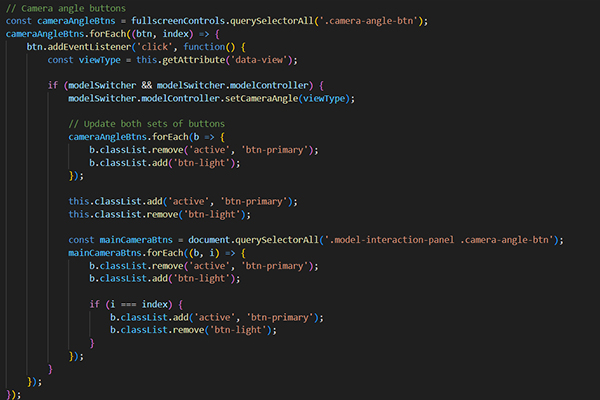 // Camera angle buttons
const cameraAngleBtns = fullscreenControls.querySelectorAll('.camera-angle-btn');
cameraAngleBtns.forEach((btn, index) => {
    btn.addEventListener('click', function() {
        const viewType = this.getAttribute('data-view');

        if (modelSwitcher && modelSwitcher.modelController) {
            modelSwitcher.modelController.setCameraAngle(viewType);

            // Update both sets of buttons
            cameraAngleBtns.forEach(b => {
                b.classList.remove('active', 'btn-primary');
                b.classList.add('btn-light');
            });

            this.classList.add('active', 'btn-primary');
            this.classList.remove('btn-light');

            const mainCameraBtns = document.querySelectorAll('.model-interaction-panel .camera-angle-btn');
            mainCameraBtns.forEach((b, i) => {
                b.classList.remove('active', 'btn-primary');
                b.classList.add('btn-light');

                if (i === index) {
                    b.classList.add('active', 'btn-primary');
                    b.classList.remove('btn-light');
                }
            });
        }
    });
});